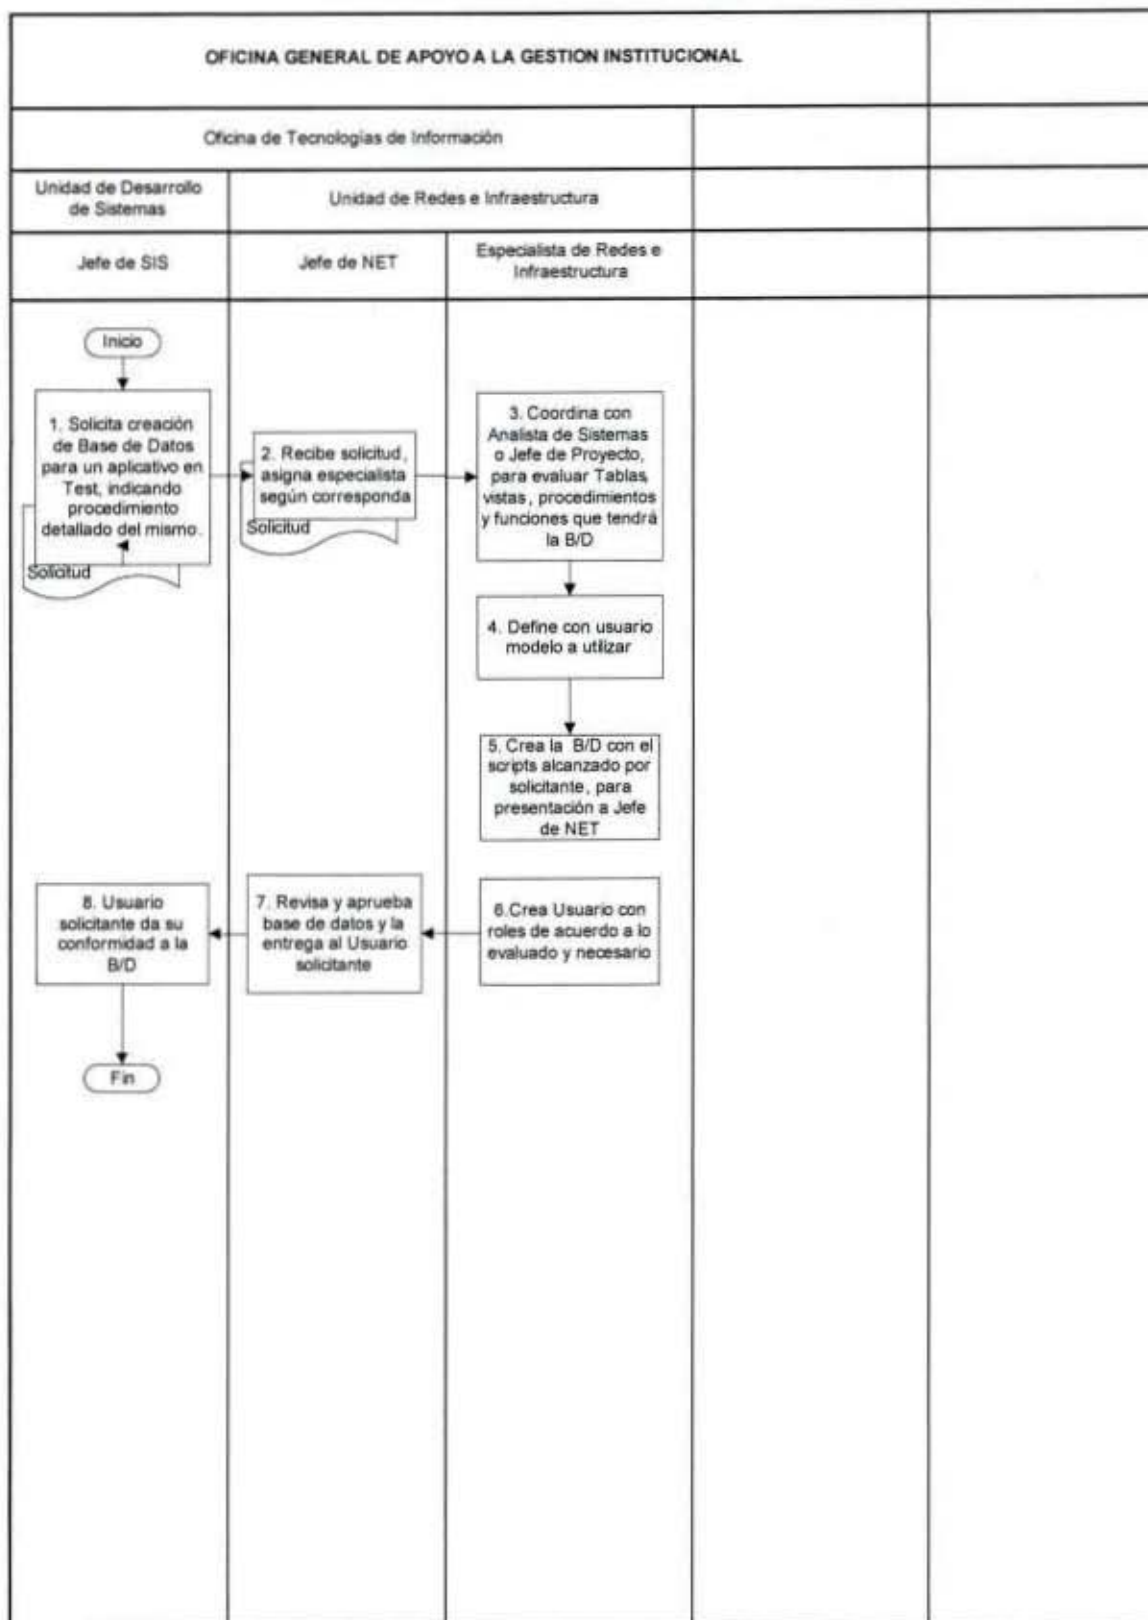 OFICINA GENERAL DE APOYO A LA GESTION INSTITUCIONAL
Oficina de Tecnologías de Información
Unidad de Desarrollo
de Sistemas
Unidad de Redes e Infraestructura
Jefe de SIS
Jefe de NET
Especialista de Redes e
Infraestructura
Inicio
1. Solicita creación
de Base de Datos
para un aplicativo en
Test, indicando
procedimiento
detallado del mismo.
Solicitud
2. Recibe solicitud,
asigna especialista
según corresponda
Solicitud
3. Coordina con
Analista de Sistemas
o Jefe de Proyecto,
para evaluar Tablas,
vistas, procedimientos
y funciones que tendrá
la B/D
4. Define con usuario
modelo a utilizar
5. Crea la B/D con el
scripts alcanzado por
solicitante, para
presentación a Jefe
de NET
6.Crea Usuario con
roles de acuerdo a lo
evaluado y necesario
7. Revisa y aprueba
base de datos y la
entrega al Usuario
solicitante
8. Usuario
solicitante da su
conformidad a la
B/D
Fin